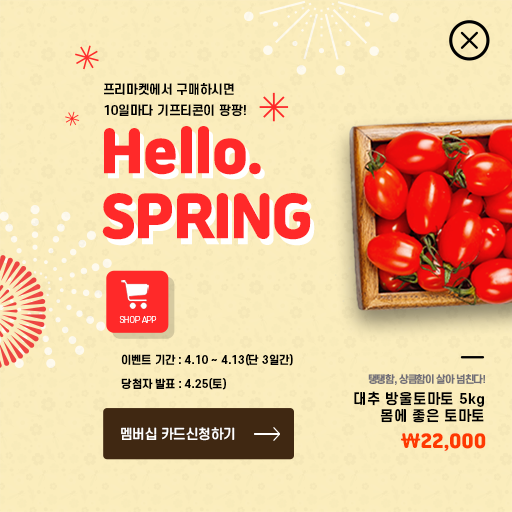 프리마켓에서 구매하시면
10일마다 기프티콘이 팡팡!
Hello.
SPRING
SHOP APP
이벤트 기간 : 4.10 ~ 4.13(단 3일간)
당첨자 발표 : 4.25(토)
멤버십 카드신청하기
탱탱함, 상큼함이 살아 넘친다!
대추 방울토마토 5kg
몸에 좋은 토마토
₩22,000